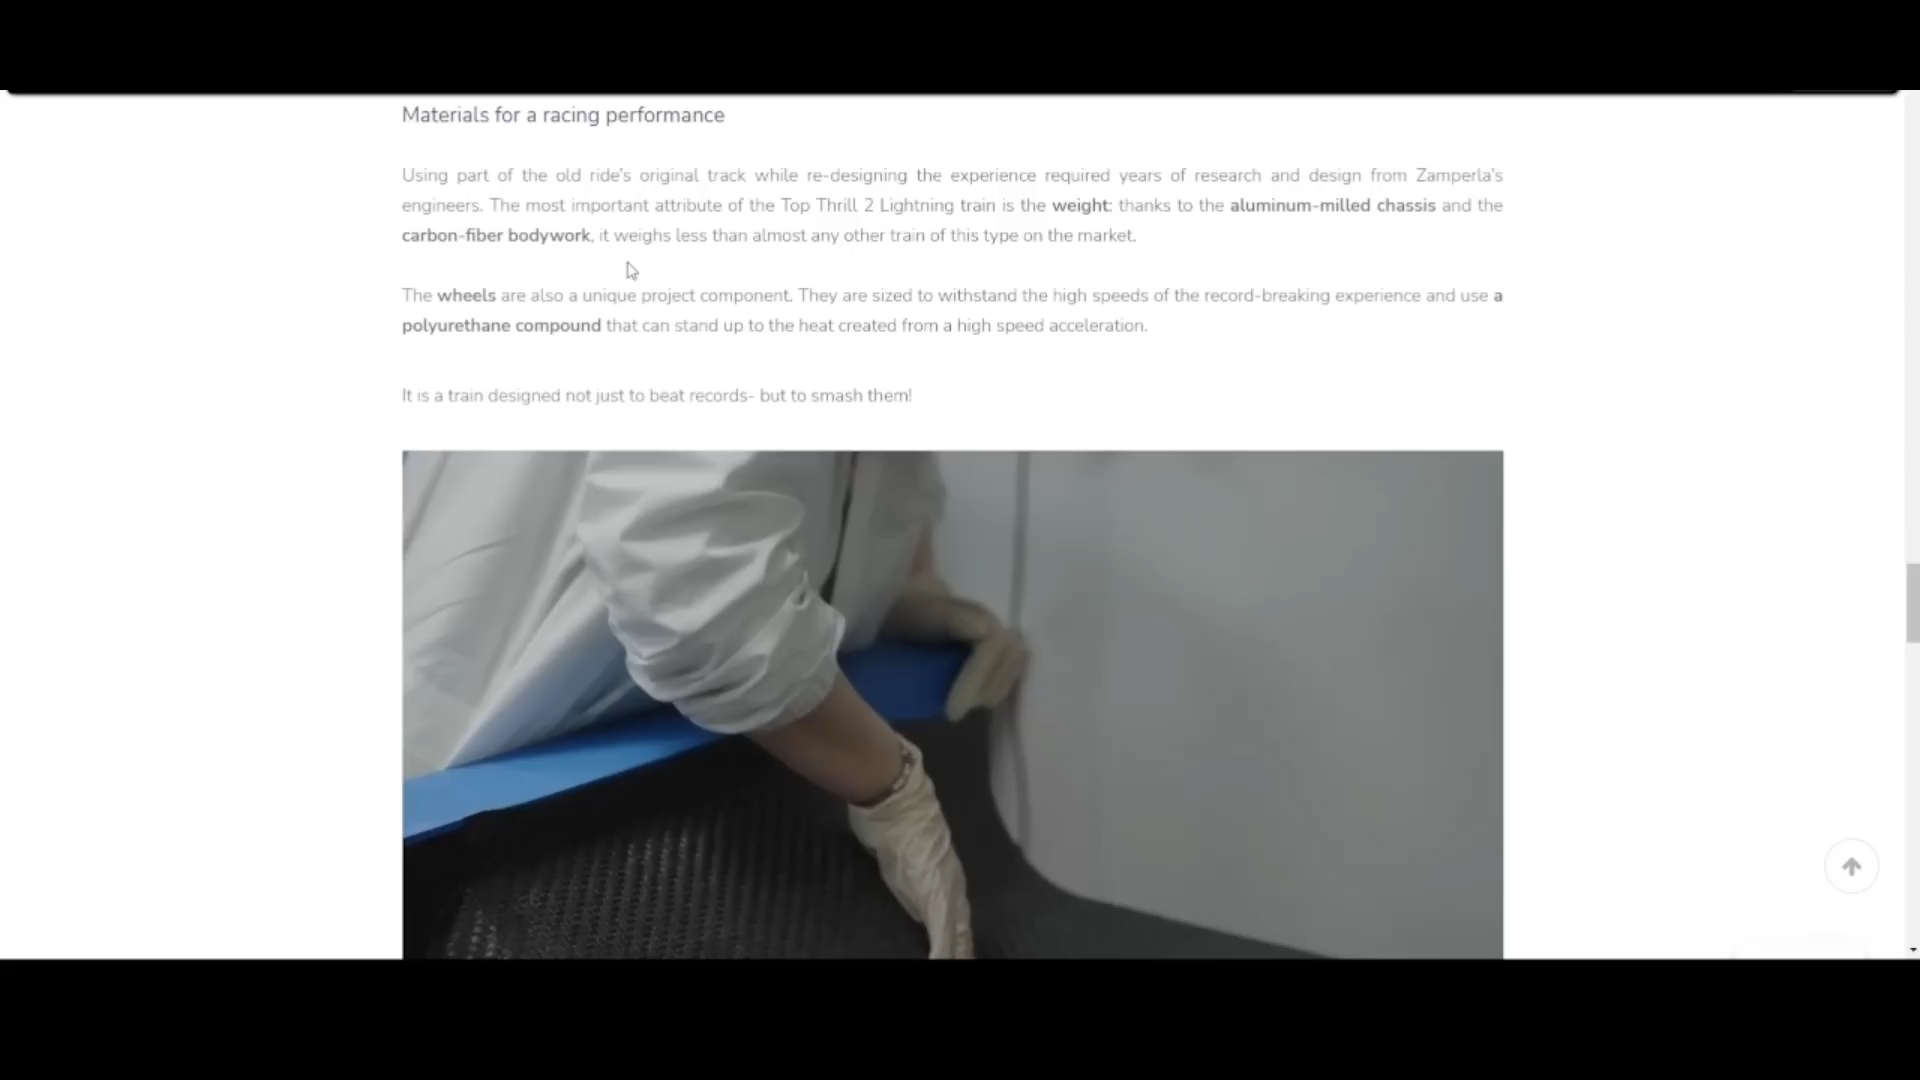 Materials for a racing performance
Using part of the old ride's original track while re-designing the experience required years of research and design from Zamperla's
engineers. The most important attribute of the Top Thrill 2 Lightning train is the weight: thanks to the aluminum-milled chassis and the
carbon-fiber bodywork, it weighs less than almost any other train of this type on the market.
The wheels are also a unique project component. They are sized to withstand the high speeds of the record-breaking experience and use a
polyurethane compound that can stand up to the heat created from a high speed acceleration.
It is a train designed not just to beat records- but to smash them!